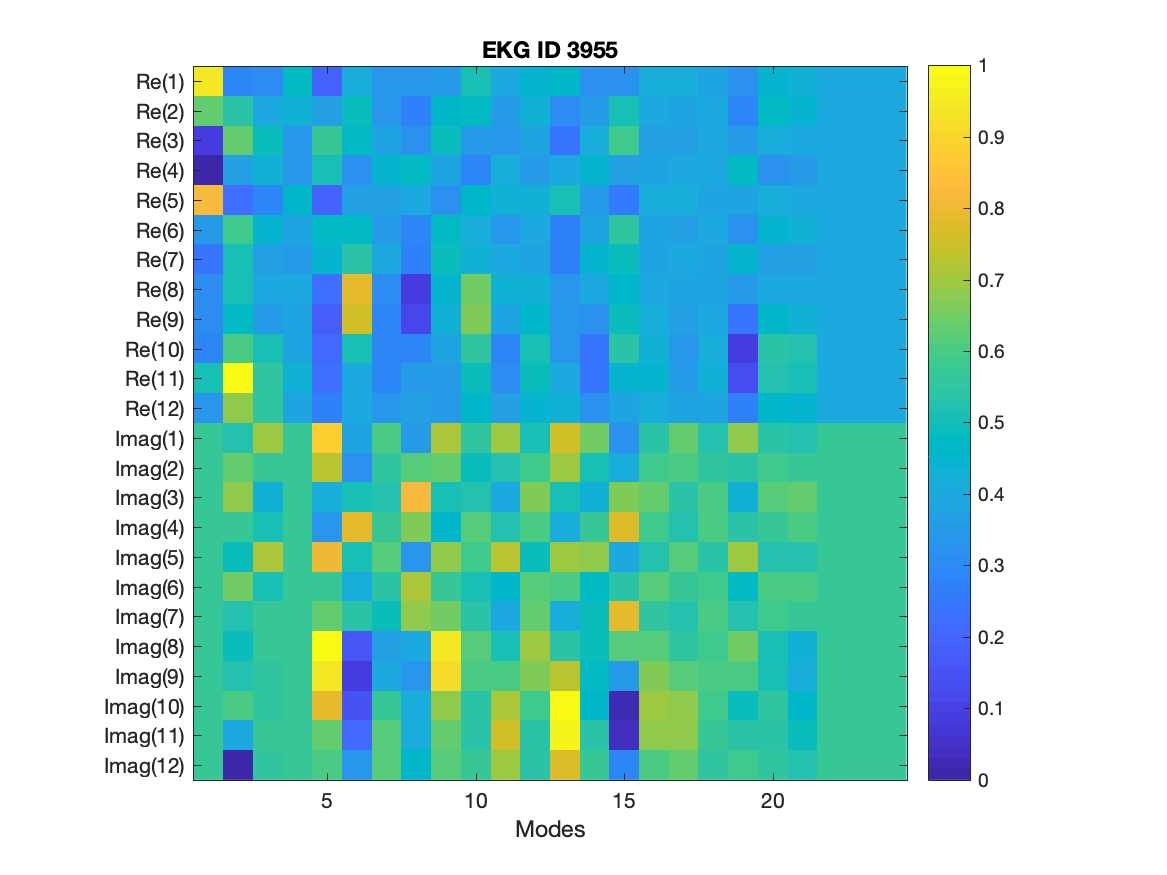 EKG ID 3955
Re(1)
Re(2)
Re(3)
Re(4)
Re(5)
Re(6)
Re(7)
Re(8)
Re(9)
Re(10)
Re(11)
Re(12)
Imag(1)
Imag(2)
Imag(3)
Imag(4)
Imag(5)
Imag(6)
Imag(7)
Imag(8)
Imag(9)
Imag(10)
Imag(11)
Imag(12)
5 10 15 20
Modes
1
0.9
0.8
0.7
0.6
0.5
0.4
0.3
0.2
0.1
0